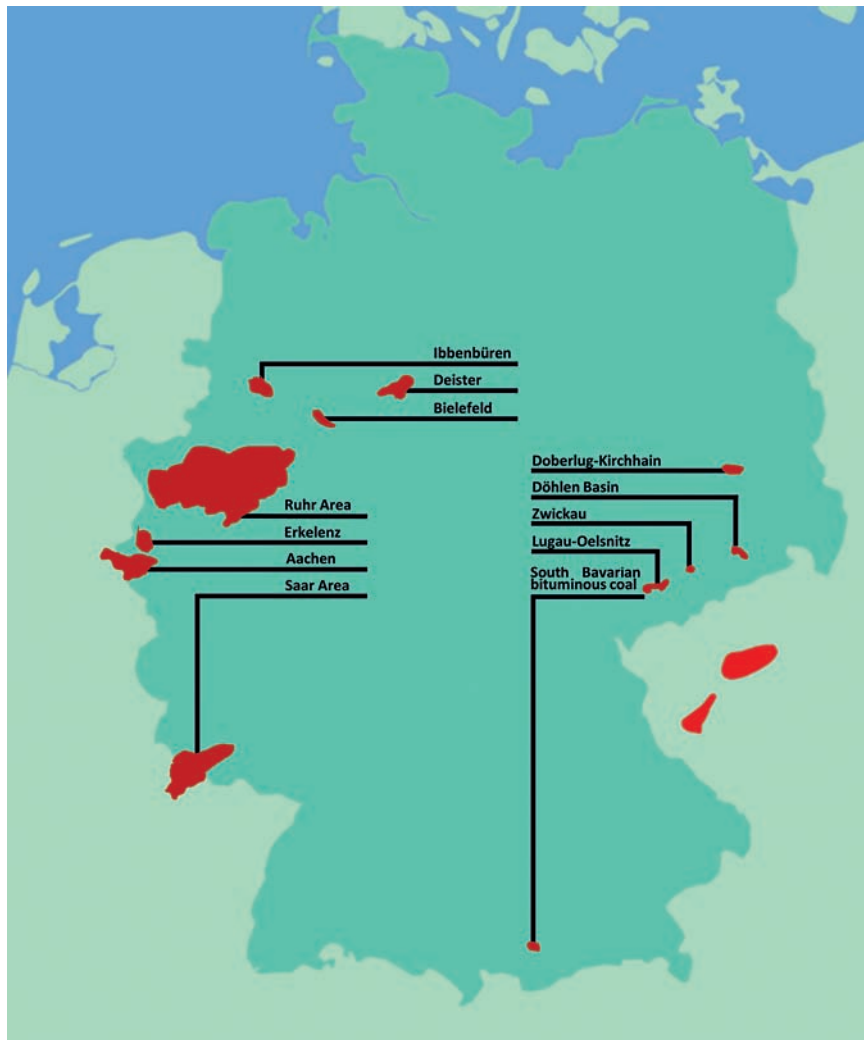 Ibbenbüren
Deister
Bielefeld
Ruhr Area
Erkelenz
Aachen
Saar Area
Doberlug-Kirchhain
Döhlen Basin
Zwickau
Lugau-Oelsnitz
South Bavarian
bituminous coal